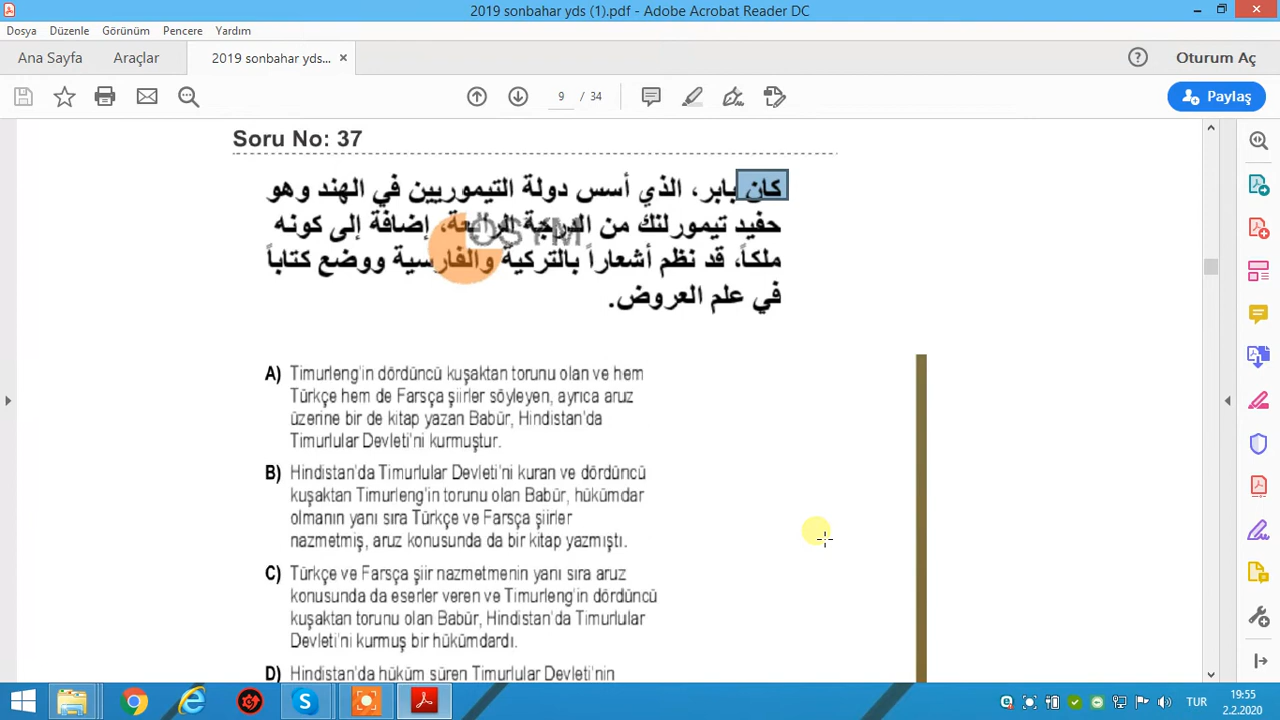 2019 sonbahar yds (1).pdf - Adobe Acrobat Reader DC
Dosya Düzenle Görünüm Pencere Yardım
Ana Sayfa Araçlar 2019 sonbahar yds... × Oturum Aç
9 / 34 Paylaş
Soru No: 37
كان بابر، الذي أسس دولة التيموريين في الهند وهو
حفيد تيمورلنك من الدرجة الرابعة، إضافة إلى كونه
ملكاً، قد نظم أشعاراً بالتركية والفارسية ووضع كتاباً
في علم العروض.
ÖSYM
A) Timurleng'in dördüncü kuşaktan torunu olan ve hem
Türkçe hem de Farsça şiirler söyleyen, ayrıca aruz
üzerine bir de kitap yazan Babür, Hindistan'da
Timurlular Devleti'ni kurmuştur.
B) Hindistan'da Timurlular Devleti'ni kuran ve dördüncü
kuşaktan Timurleng'in torunu olan Babür, hükümdar
olmanın yanı sıra Türkçe ve Farsça şiirler
nazmetmiş, aruz konusunda da bir kitap yazmıştı.
C) Türkçe ve Farsça şiir nazmetmenin yanı sıra aruz
konusunda da eserler veren ve Timurleng'in dördüncü
kuşaktan torunu olan Babür, Hindistan'da Timurlular
Devleti'ni kurmuş bir hükümdardı.
D) Hindistan'da hüküm süren Timurlular Devleti'nin
TUR
19:55
2.2.2020